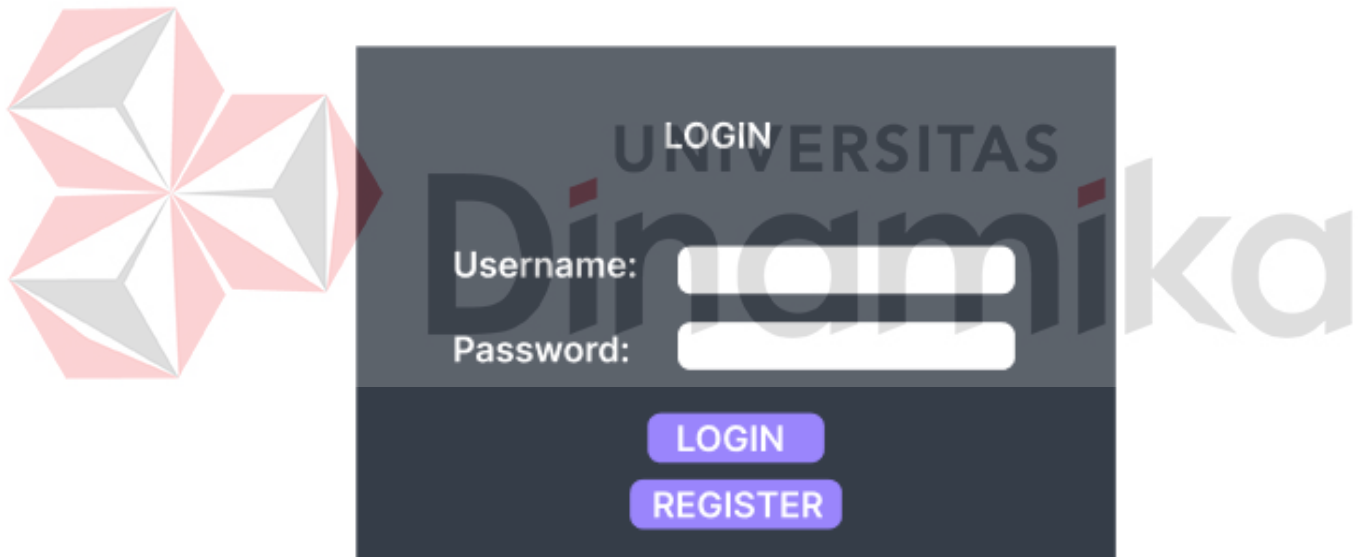 LOGIN
UNIVERSITAS
Dinamika
Username:
Password:
LOGIN
REGISTER